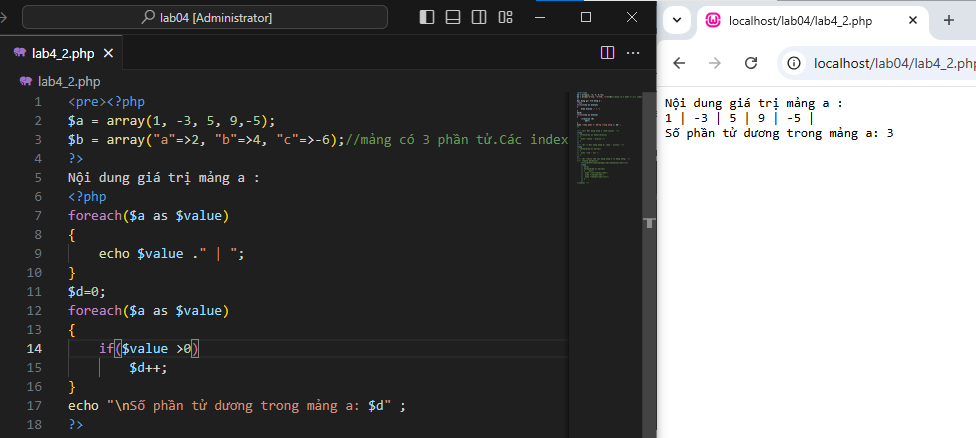 lab04 [Administrator]
lab4_2.php
lab4_2.php
1 <pre><?php
2 $a = array(1, -3, 5, 9,-5);
3 $b = array("a"=>2, "b"=>4, "c"=>-6);//mảng có 3 phần tử.Các index
4 ?>
5 Nội dung giá trị mảng a :
6 <?php
7 foreach($a as $value)
8 {
9 echo $value ." | ";
10 }
11 $d=0;
12 foreach($a as $value)
13 {
14 if($value >0)
15 $d++;
16 }
17 echo "\nSố phần tử dương trong mảng a: $d" ;
18 ?>
localhost/lab04/lab4_2.php
localhost/lab04/lab4_2.php
Nội dung giá trị mảng a :
1 | -3 | 5 | 9 | -5 |
Số phần tử dương trong mảng a: 3